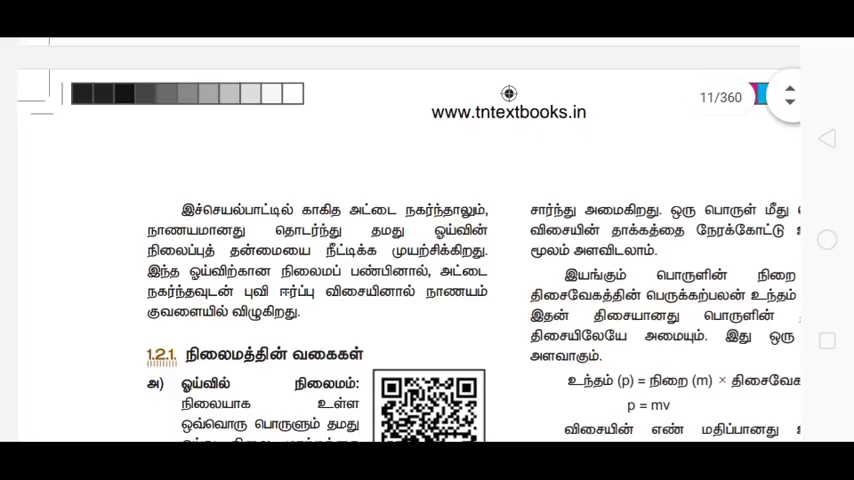 11/360
www.tntextbooks.in
இச்செயல்பாட்டில் காகித அட்டை நகர்ந்தாலும்,
நாணயமானது தொடர்ந்து தமது ஓய்வின்
நிலைப்புத் தன்மையை நீட்டிக்க முயற்சிக்கிறது.
இந்த ஓய்விற்கான நிலைமப் பண்பினால், அட்டை
நகர்ந்தவுடன் புவி ஈர்ப்பு விசையினால் நாணயம்
குவளையில் விழுகிறது.
1.2.1. நிலைமத்தின் வகைகள்
அ) ஓய்வில் நிலைமம்:
நிலையாக உள்ள
ஒவ்வொரு பொருளும் தமது
சார்ந்து அமைகிறது. ஒரு பொருள் மீது
விசையின் தாக்கத்தை நேரக்கோட்டு
மூலம் அளவிடலாம்.
இயங்கும் பொருளின் நிறை
திசைவேகத்தின் பெருக்கற்பலன் உந்தம்
இதன் திசையானது பொருளின்
திசையிலேயே அமையும். இது ஒரு
அளவாகும்.
உந்தம் (p) = நிறை (m) × திசைவேக
p = mv
விசையின் எண் மதிப்பானது